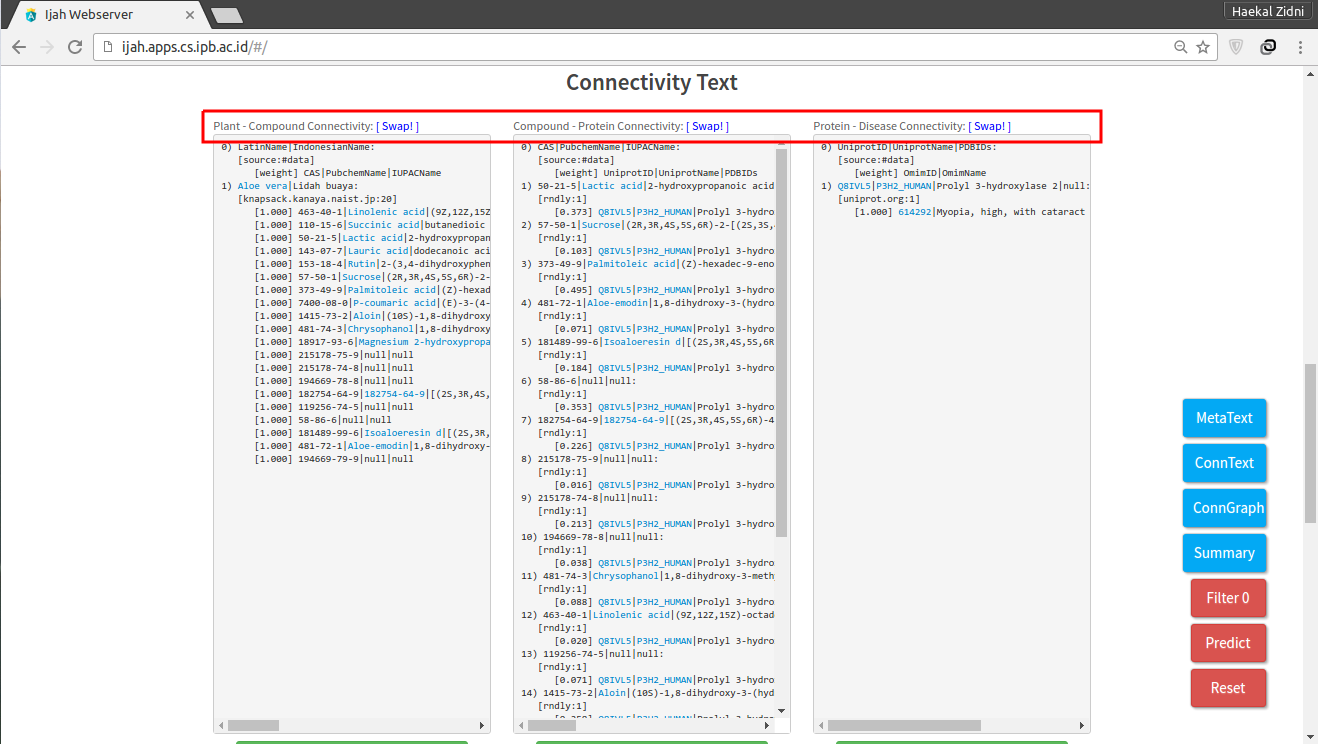 Ijah Webserver
Haekal Zidni
ijah.apps.cs.ipb.ac.id/#/
Connectivity Text
Plant - Compound Connectivity: [ Swap! ]
0) LatinName|IndonesianName:
[source:#data]
[weight] CAS|PubchemName|IUPACName
1) Aloe vera|Lidah buaya:
[knapsack.kanaya.naist.jp:20]
[1.000] 463-40-1|Linolenic acid|(9Z,12Z,15Z
[1.000] 110-15-6|Succinic acid|butanedioic
[1.000] 50-21-5|Lactic acid|2-hydroxypropan
[1.000] 143-07-7|Lauric acid|dodecanoic aci
[1.000] 153-18-4|Rutin|2-(3,4-dihydroxyphen
[1.000] 57-50-1|Sucrose|(2R,3R,4S,5S,6R)-2-
[1.000] 373-49-9|Palmitoleic acid|(Z)-hexad
[1.000] 7400-08-0|P-coumaric acid|(E)-3-(4-
[1.000] 1415-73-2|Aloin|(10S)-1,8-dihydroxy
[1.000] 481-74-3|Chrysophanol|1,8-dihydroxy
[1.000] 18917-93-6|Magnesium 2-hydroxypropa
[1.000] 215178-75-9|null|null
[1.000] 215178-74-8|null|null
[1.000] 194669-78-8|null|null
[1.000] 182754-64-9|182754-64-9|[(2S,3R,4S,
[1.000] 119256-74-5|null|null
[1.000] 58-86-6|null|null
[1.000] 181489-99-6|Isoaloeresin d|[(2S,3R,
[1.000] 481-72-1|Aloe-emodin|1,8-dihydroxy-
[1.000] 194669-79-9|null|null
Compound - Protein Connectivity: [ Swap! ]
0) CAS|PubchemName|IUPACName:
[source:#data]
[weight] UniprotID|UniprotName|PDBIDs
1) 50-21-5|Lactic acid|2-hydroxypropanoic acid
[rndly:1]
[0.373] Q8IVL5|P3H2_HUMAN|Prolyl 3-hydro
2) 57-50-1|Sucrose|(2R,3R,4S,5S,6R)-2-[(2S,3S,
[rndly:1]
[0.103] Q8IVL5|P3H2_HUMAN|Prolyl 3-hydro
3) 373-49-9|Palmitoleic acid|(Z)-hexadec-9-eno
[rndly:1]
[0.495] Q8IVL5|P3H2_HUMAN|Prolyl 3-hydro
4) 481-72-1|Aloe-emodin|1,8-dihydroxy-3-(hydro
[rndly:1]
[0.071] Q8IVL5|P3H2_HUMAN|Prolyl 3-hydro
5) 181489-99-6|Isoaloeresin d|[(2S,3R,4S,5S,6R
[rndly:1]
[0.184] Q8IVL5|P3H2_HUMAN|Prolyl 3-hydro
6) 58-86-6|null|null:
[rndly:1]
[0.353] Q8IVL5|P3H2_HUMAN|Prolyl 3-hydro
7) 182754-64-9|182754-64-9|[(2S,3R,4S,5S,6R)-4
[rndly:1]
[0.226] Q8IVL5|P3H2_HUMAN|Prolyl 3-hydro
8) 215178-75-9|null|null:
[rndly:1]
[0.016] Q8IVL5|P3H2_HUMAN|Prolyl 3-hydro
9) 215178-74-8|null|null:
[rndly:1]
[0.213] Q8IVL5|P3H2_HUMAN|Prolyl 3-hydro
10) 194669-78-8|null|null:
[rndly:1]
[0.038] Q8IVL5|P3H2_HUMAN|Prolyl 3-hydro
11) 481-74-3|Chrysophanol|1,8-dihydroxy-3-meth
[rndly:1]
[0.088] Q8IVL5|P3H2_HUMAN|Prolyl 3-hydro
12) 463-40-1|Linolenic acid|(9Z,12Z,15Z)-octad
[rndly:1]
[0.020] Q8IVL5|P3H2_HUMAN|Prolyl 3-hydro
13) 119256-74-5|null|null:
[rndly:1]
[0.071] Q8IVL5|P3H2_HUMAN|Prolyl 3-hydro
14) 1415-73-2|Aloin|(10S)-1,8-dihydroxy-3-(hyd
[rndly:1]
Q8IVL5|P3H2_HUMAN|Prolyl 3-hydro
Protein - Disease Connectivity: [ Swap! ]
0) UniprotID|UniprotName|PDBIDs:
[source:#data]
[weight] OmimID|OmimName
1) Q8IVL5|P3H2_HUMAN|Prolyl 3-hydroxylase 2|null:
[uniprot.org:1]
[1.000] 614292|Myopia, high, with cataract
MetaText
ConnText
ConnGraph
Summary
Filter 0
Predict
Reset